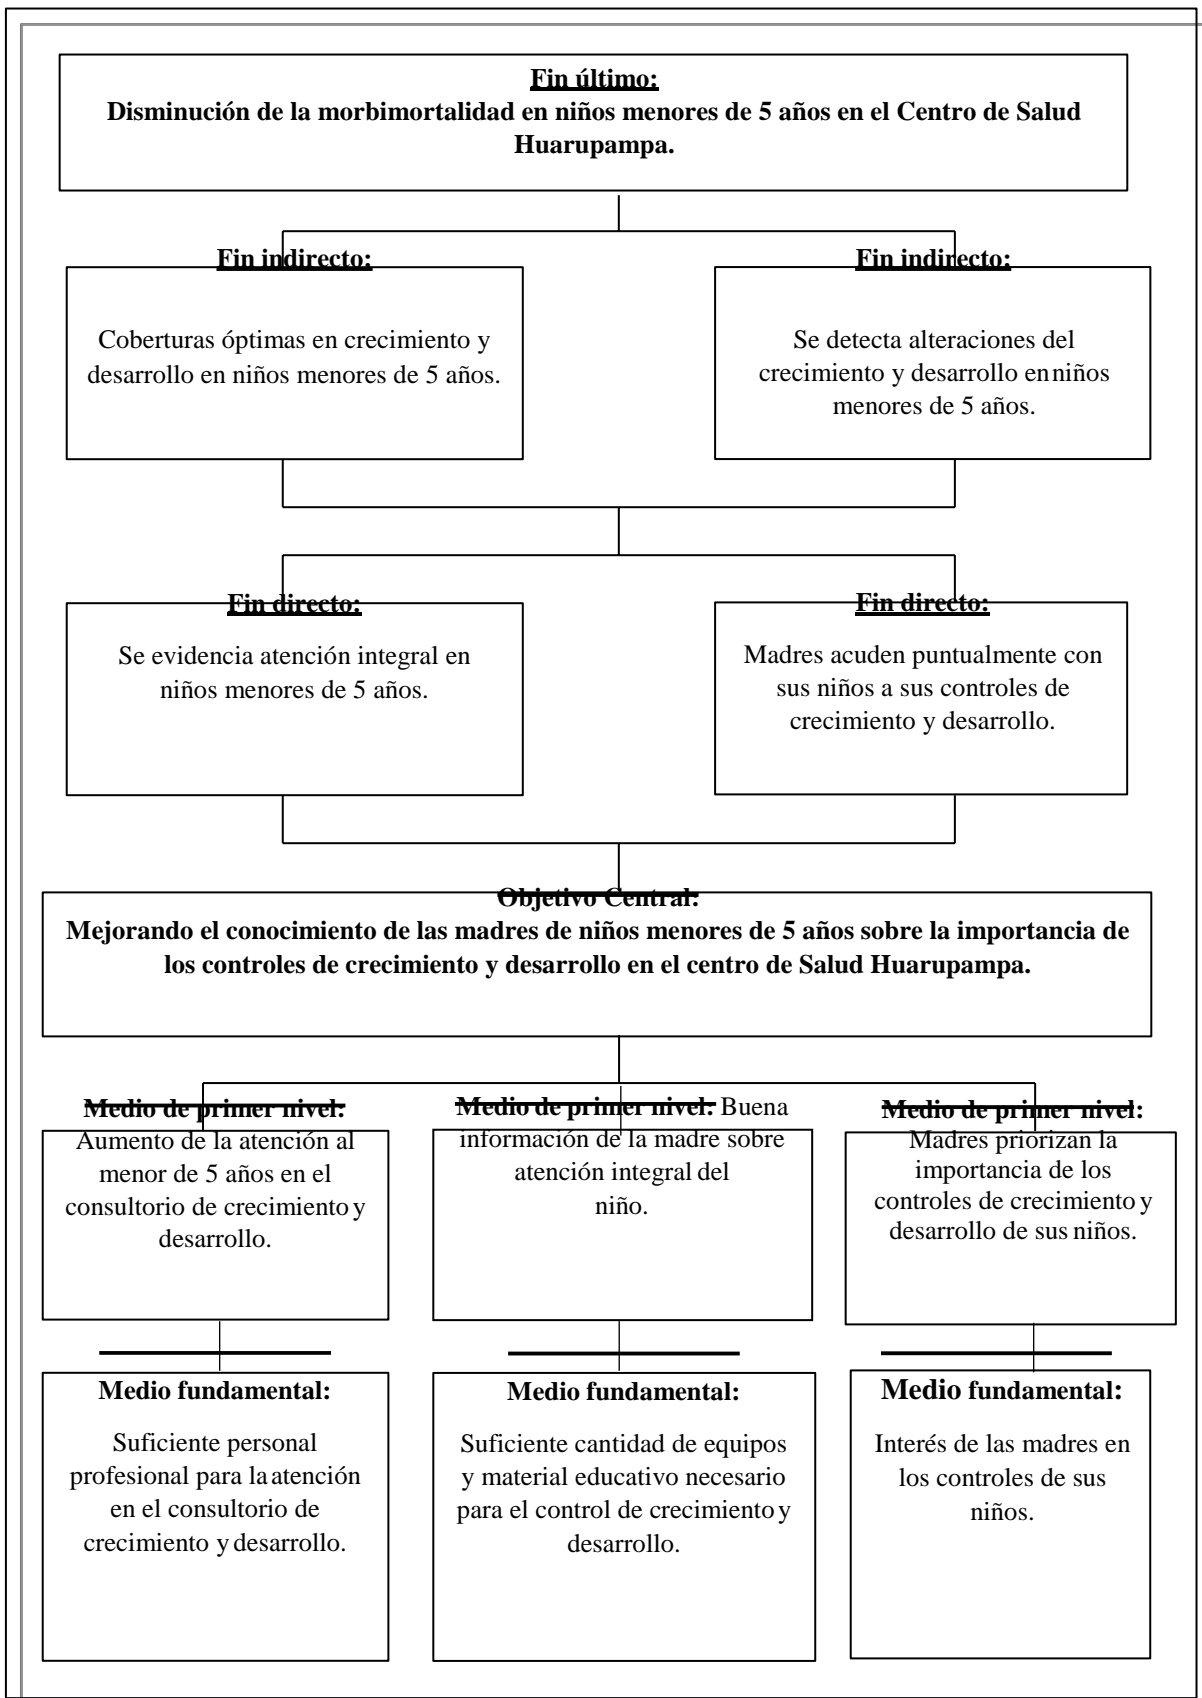 Fin último:
Disminución de la morbimortalidad en niños menores de 5 años en el Centro de Salud
Huarupampa.
Fin indirecto:
Coberturas óptimas en crecimiento y
desarrollo en niños menores de 5 años.
Fin indirecto:
Se detecta alteraciones del
crecimiento y desarrollo en niños
menores de 5 años.
Fin directo:
Se evidencia atención integral en
niños menores de 5 años.
Fin directo:
Madres acuden puntualmente con
sus niños a sus controles de
crecimiento y desarrollo.
Objetivo Central:
Mejorando el conocimiento de las madres de niños menores de 5 años sobre la importancia de
los controles de crecimiento y desarrollo en el centro de Salud Huarupampa.
Medio de primer nivel:
Aumento de la atención al
menor de 5 años en el
consultorio de crecimiento y
desarrollo.
Medio de primer nivel: Buena
información de la madre sobre
atención integral del
niño.
Medio de primer nivel:
Madres priorizan la
importancia de los
controles de crecimiento y
desarrollo de sus niños.
Medio fundamental:
Suficiente personal
profesional para la atención
en el consultorio de
crecimiento y desarrollo.
Medio fundamental:
Suficiente cantidad de equipos
y material educativo necesario
para el control de crecimiento y
desarrollo.
Medio fundamental:
Interés de las madres en
los controles de sus
niños.